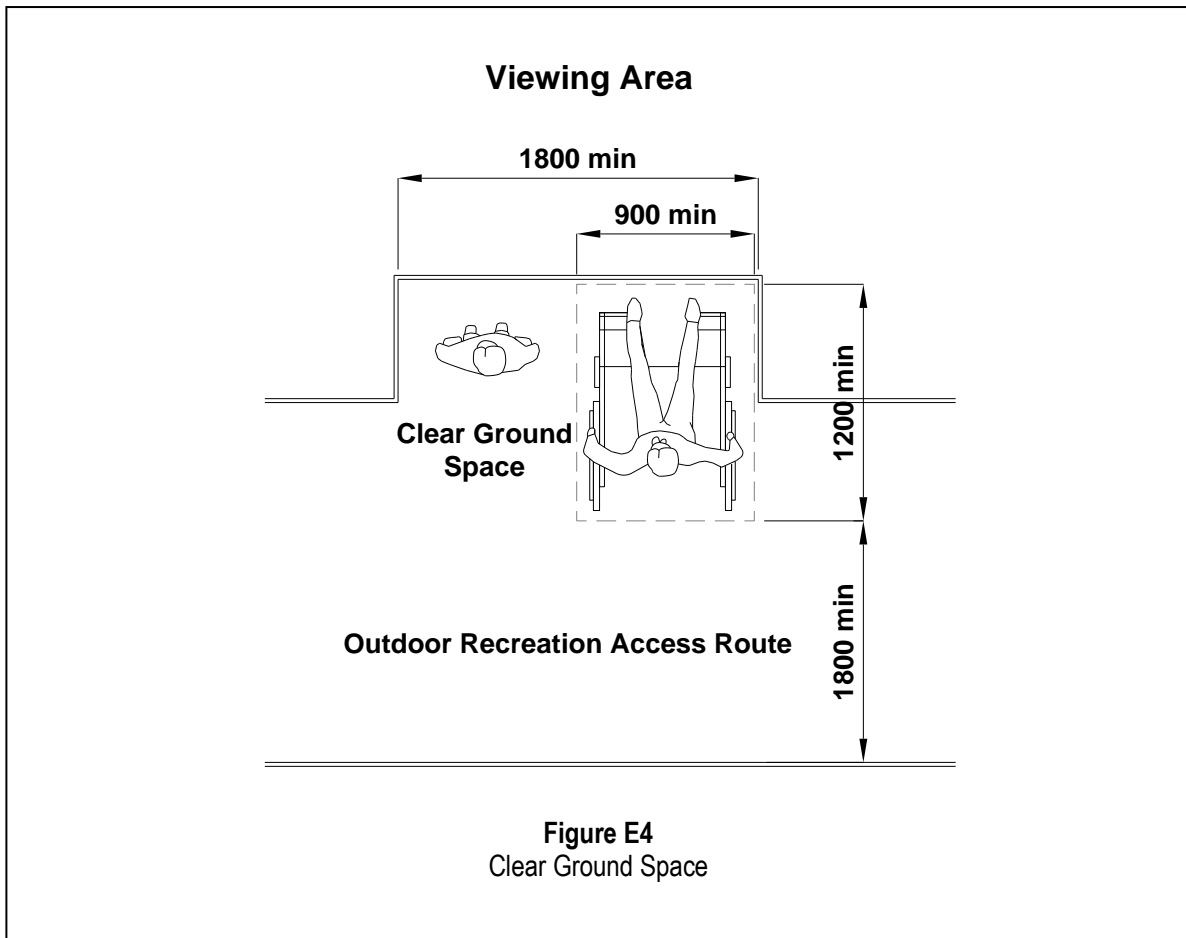 Viewing Area
1800 min
900 min
1200 min
Clear Ground
Space
Outdoor Recreation Access Route
1800 min
Figure E4
Clear Ground Space